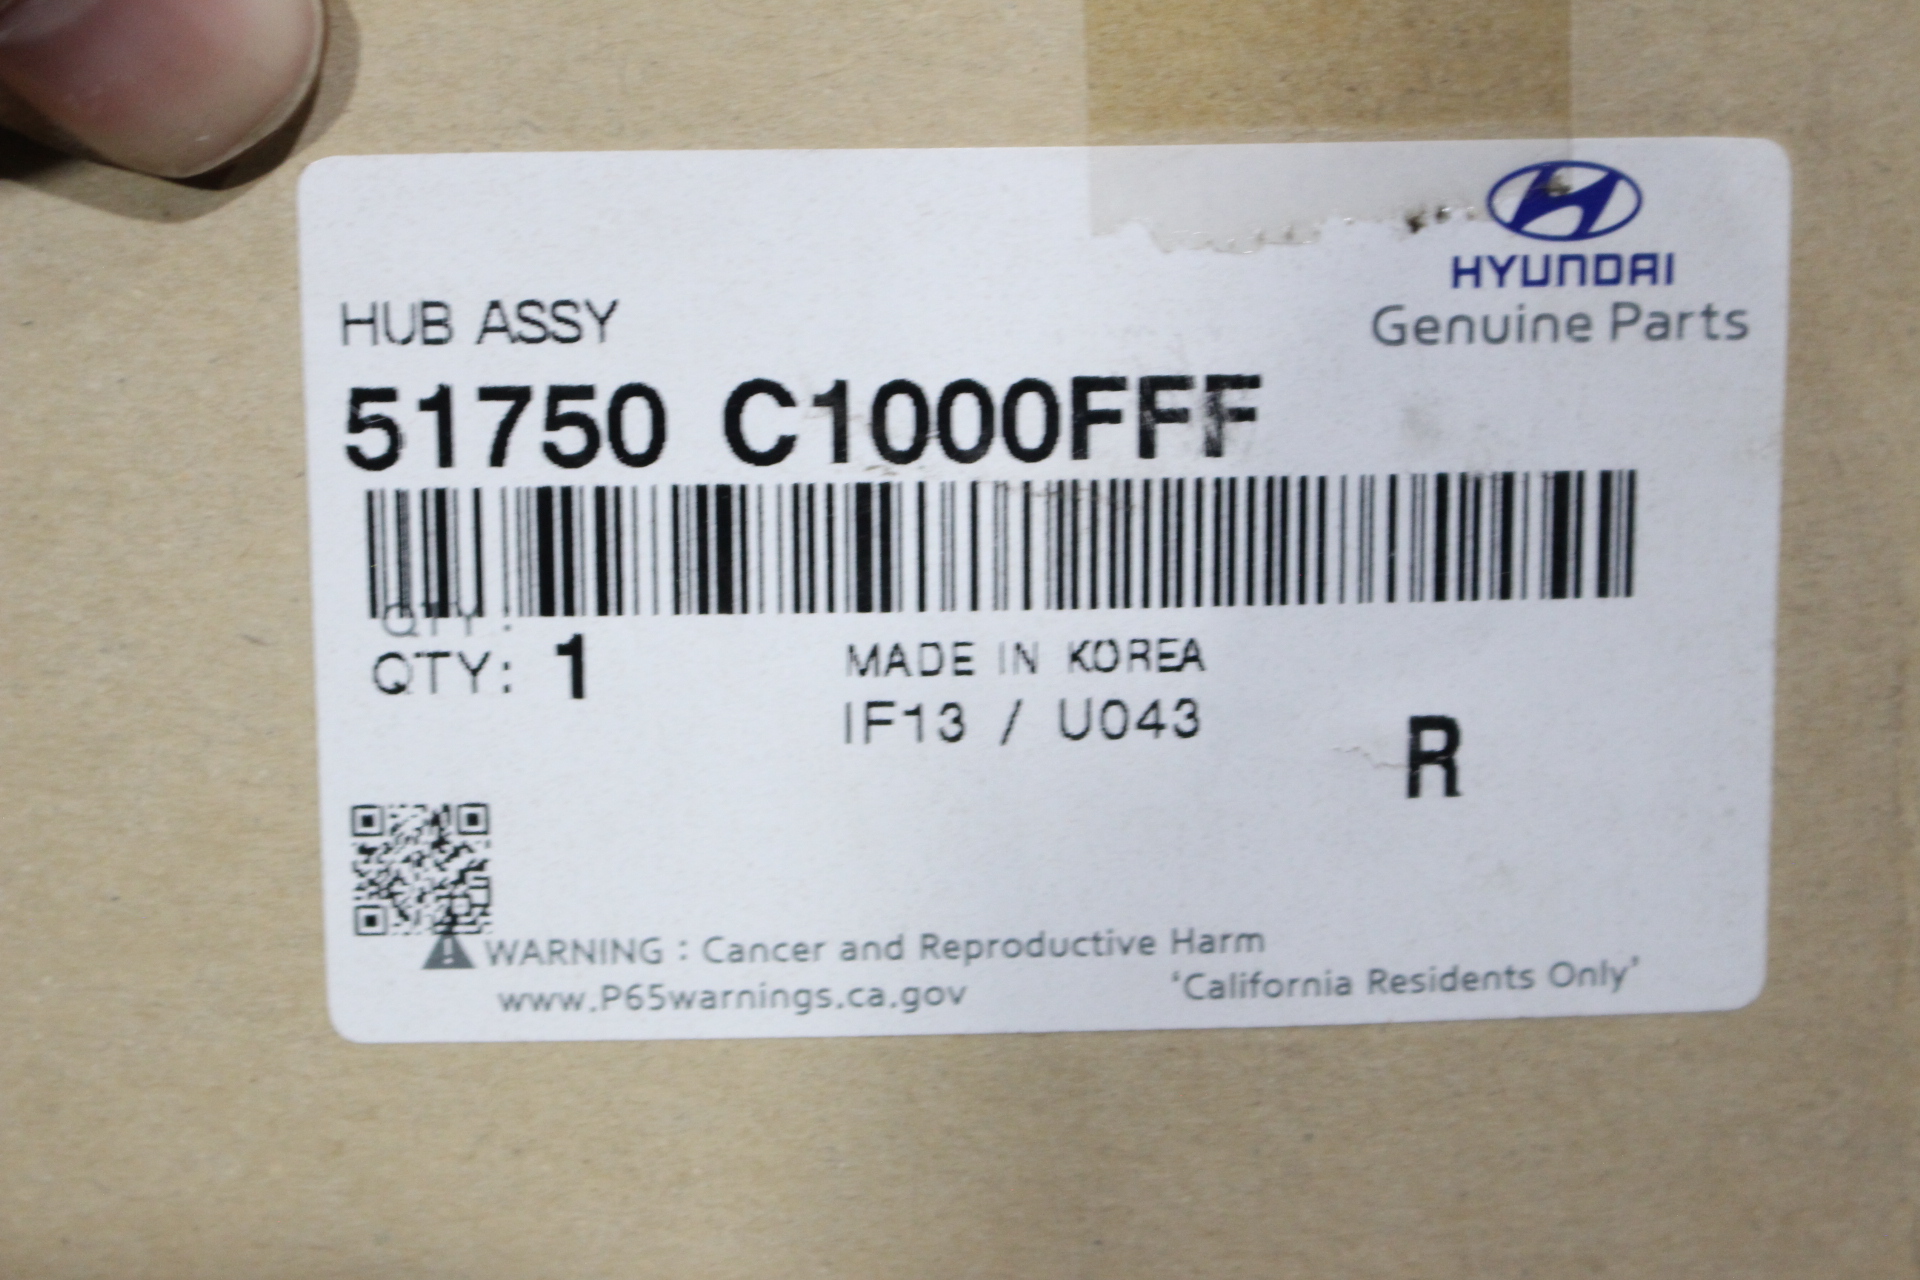 HYUNDAI
Genuine Parts
HUB ASSY
51750 C1000FFF
QTY :
QTY: 1
MADE IN KOREA
IF13 / U043
R
WARNING : Cancer and Reproductive Harm
www.P65warnings.ca.gov
'California Residents Only'